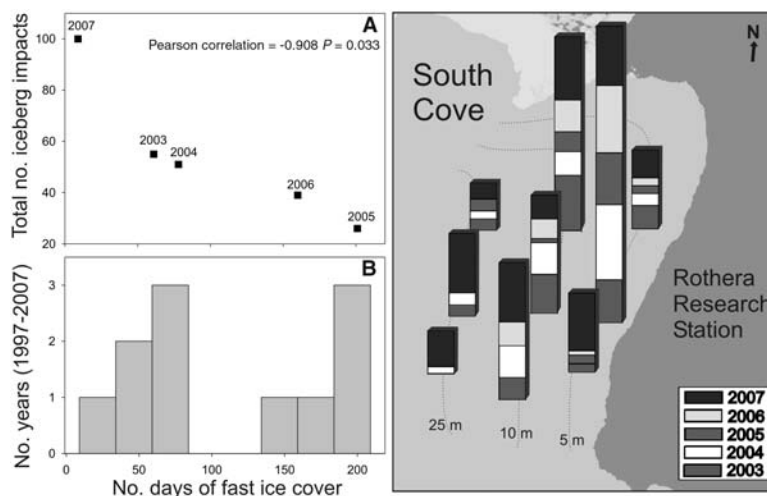 A
2007
Pearson correlation = -0.908 P = 0.033
2003
2004
2006
2005
100
80
60
40
20
Total no. iceberg impacts
B
3
2
1
0
No. years (1997-2007)
0
50
100
150
200
No. days of fast ice cover
N
South
Cove
Rothera
Research
Station
25 m
10 m
5 m
2007
2006
2005
2004
2003